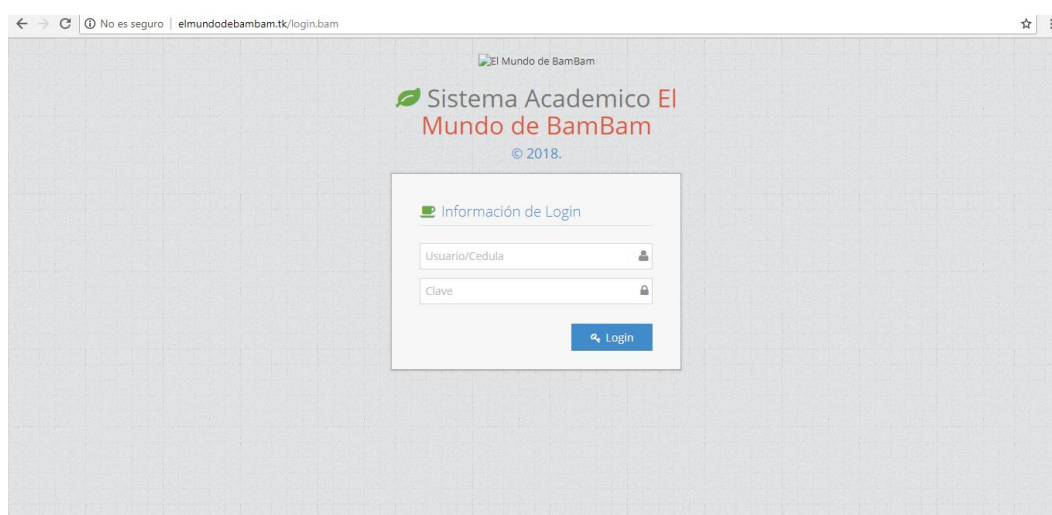 No es seguro | elmundodebambam.tk/login.bam
El Mundo de BamBam
Sistema Academico El
Mundo de BamBam
© 2018.
Información de Login
Usuario/Cedula
Clave
Login